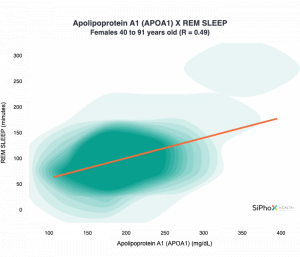 Apolipoprotein A1 (APOA1) X REM SLEEP
Females 40 to 91 years old (R = 0.49)
REM SLEEP (minutes)
300
250
200
150
100
50
0
SiPhoX HEALTH
100 150 200 250 300 350 400
Apolipoprotein A1 (APOA1) (mg/dL)